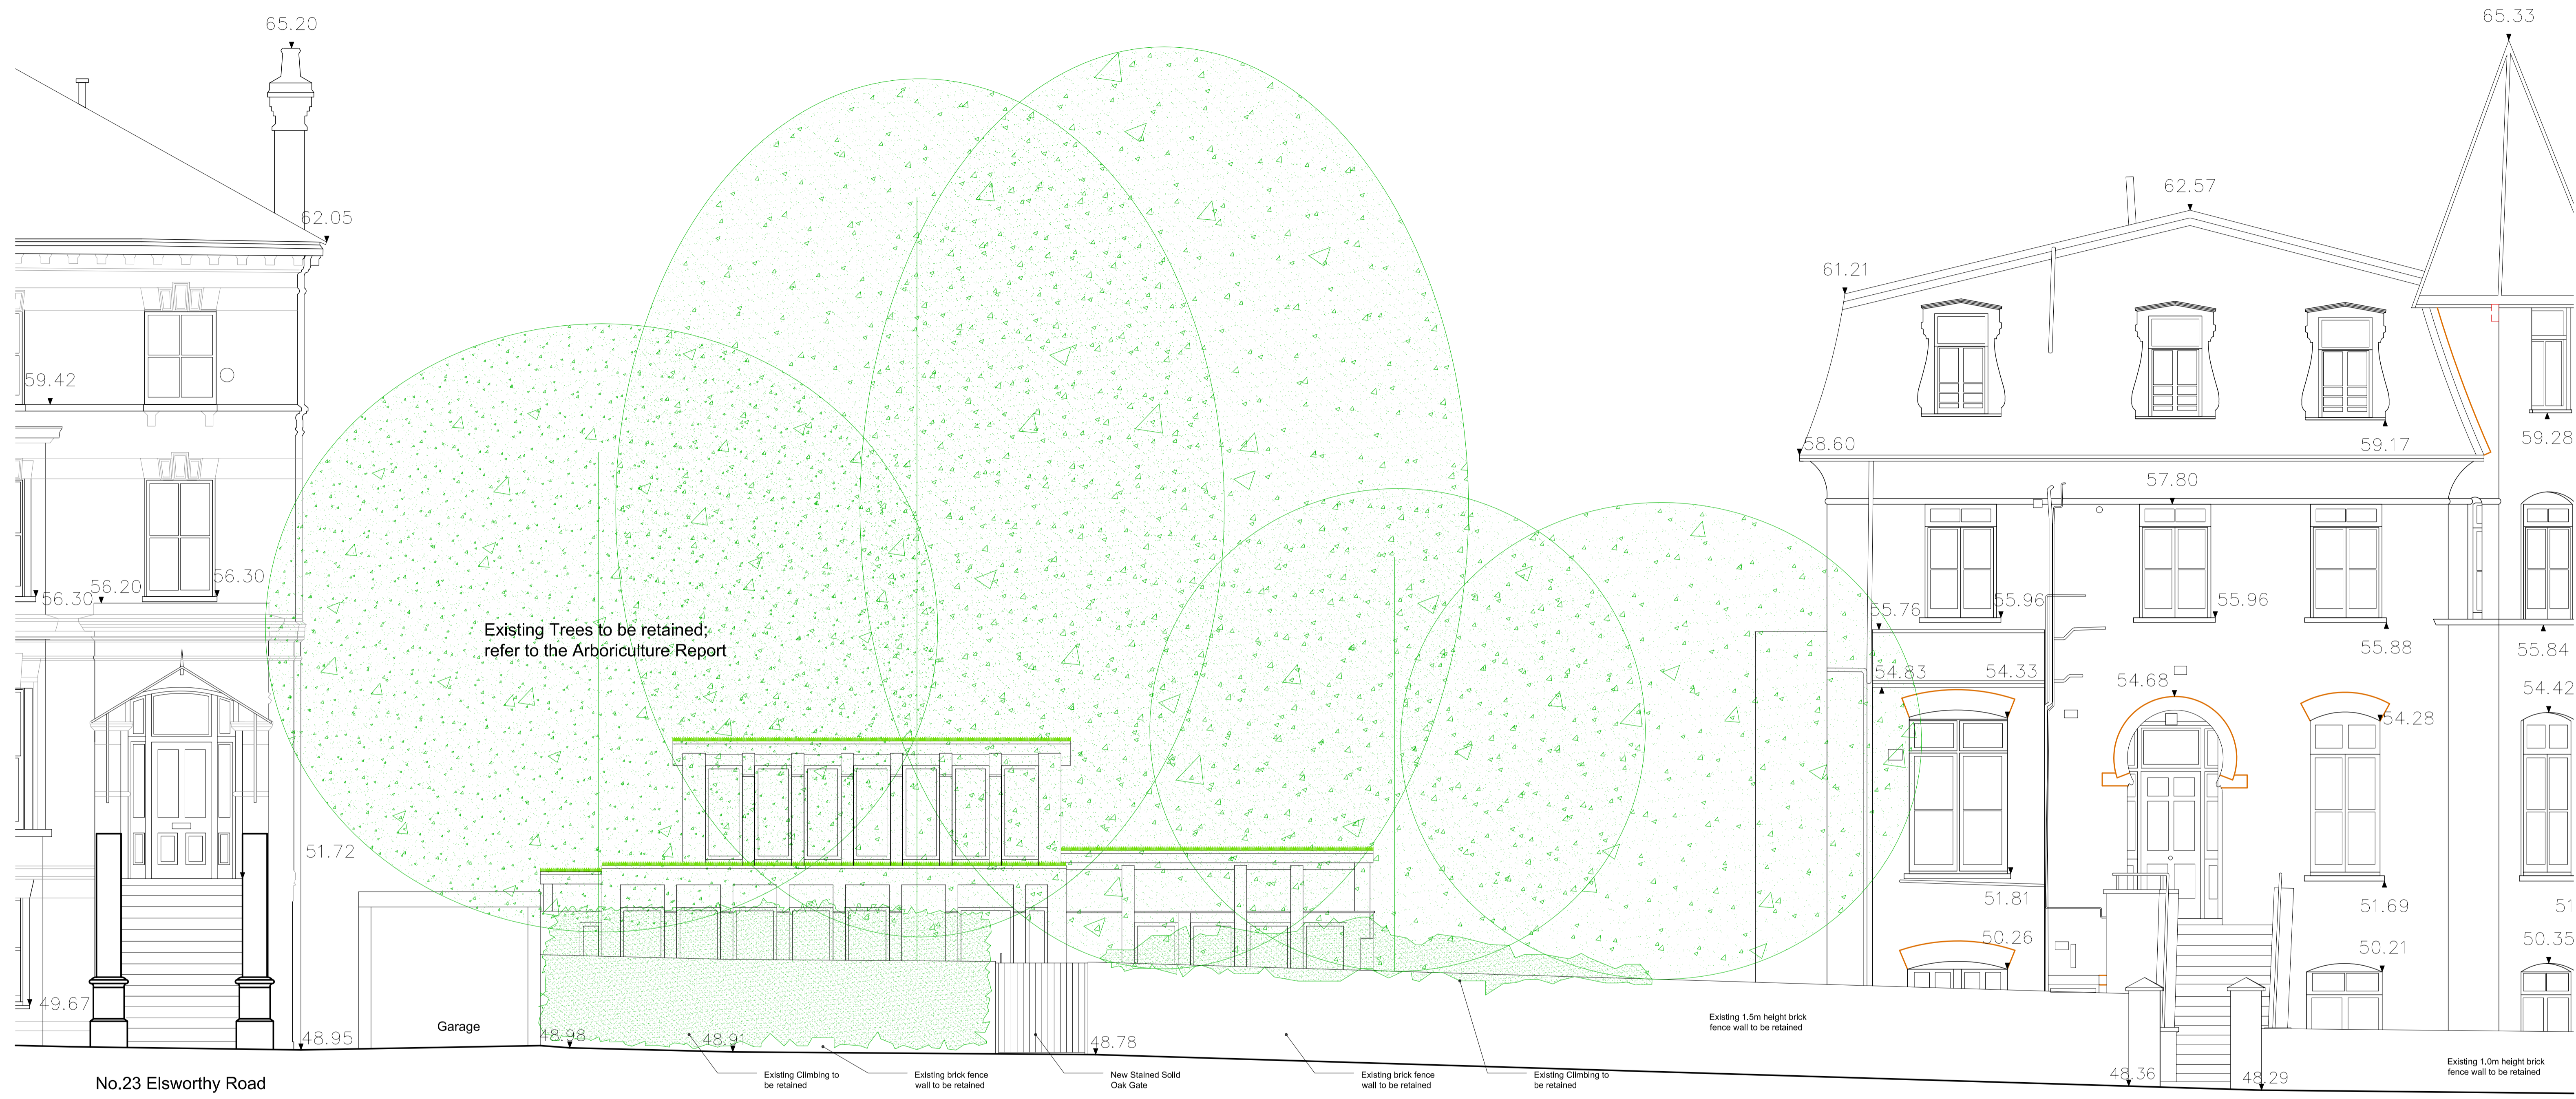 65.20
65.33
62.05
62.57
61.21
59.42
58.60
59.17
59.28
57.80
56.20
56.30
56.30
55.76
55.96
55.96
55.88
55.84
Existing Trees to be retained;
refer to the Arboriculture Report
54.83
54.33
54.68
54.28
54.42
51.72
51.81
51.69
51
50.26
50.21
50.35
49.67
48.95
Garage
48.98
48.91
48.78
Existing 1.5m height brick
fence wall to be retained
Existing 1.0m height brick
fence wall to be retained
48.36
48.29
No.23 Elsworthy Road
Existing Climbing to
be retained
Existing brick fence
wall to be retained
New Stained Solid
Oak Gate
Existing brick fence
wall to be retained
Existing Climbing to
be retained